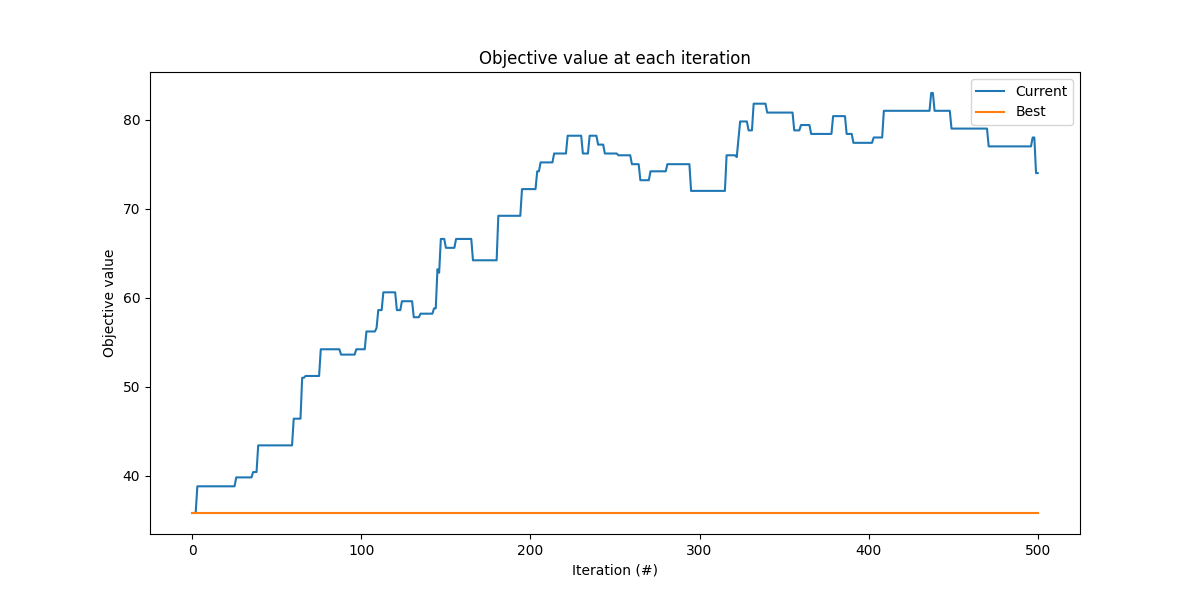 Objective value at each iteration
Current
Best
80
70
60
50
40
Objective value
0
100
200
300
400
500
Iteration (#)